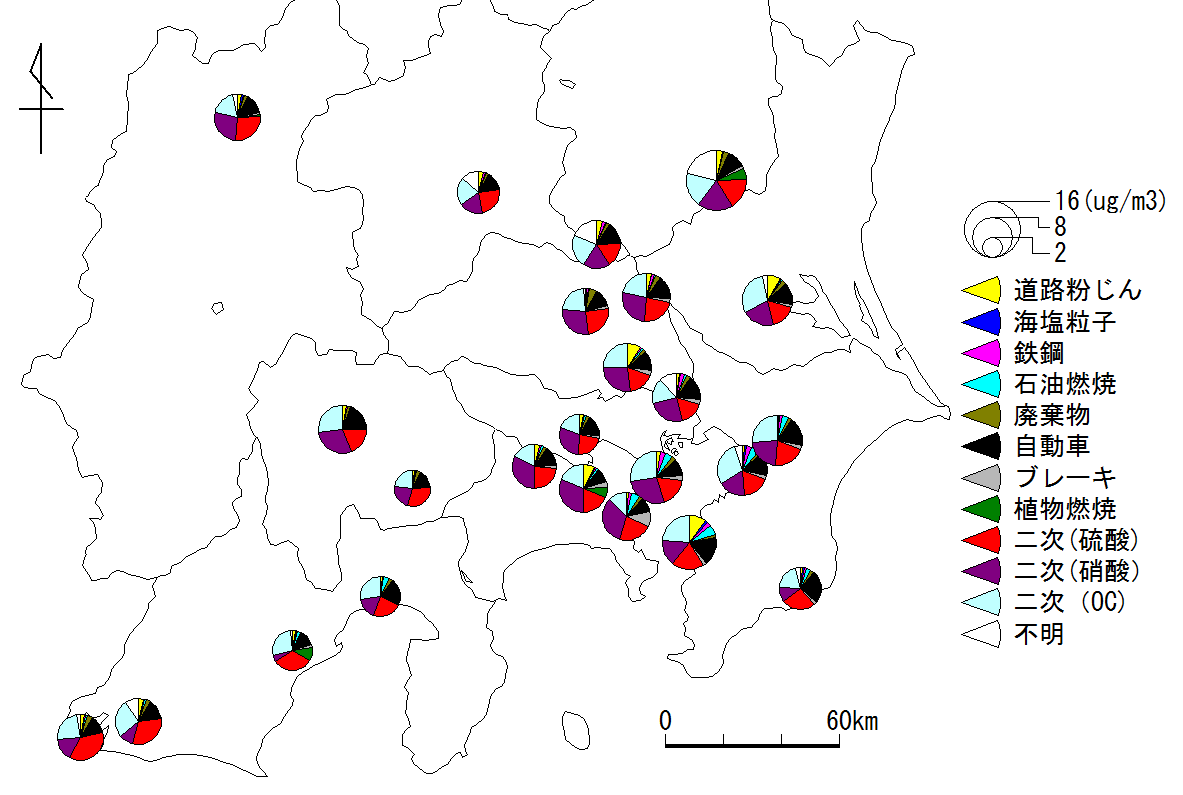 16(ug/m3)
8
2
道路粉じん
海塩粒子
鉄鋼
石油燃焼
廃棄物
自動車
ブレーキ
植物燃焼
二次(硫酸)
二次(硝酸)
二次 (OC)
不明
0 60km